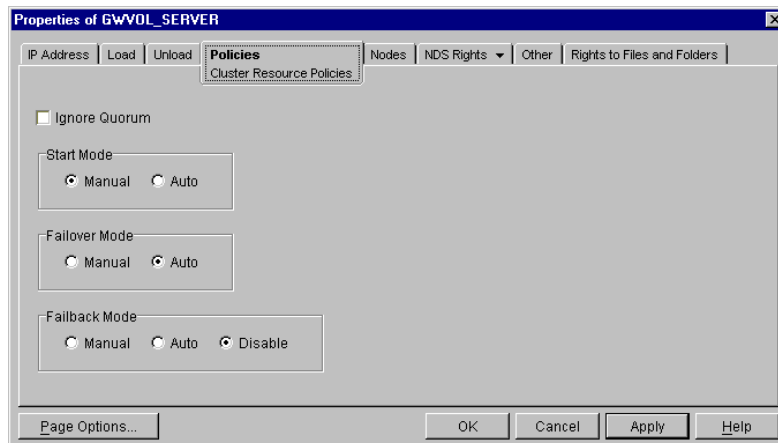 Properties of GWVOL_SERVER
IP Address Load Unload Policies Nodes NDS Rights Other Rights to Files and Folders
Cluster Resource Policies
Ignore Quorum
Start Mode
Manual Auto
Failover Mode
Manual Auto
Failback Mode
Manual Auto Disable
Page Options... OK Cancel Apply Help